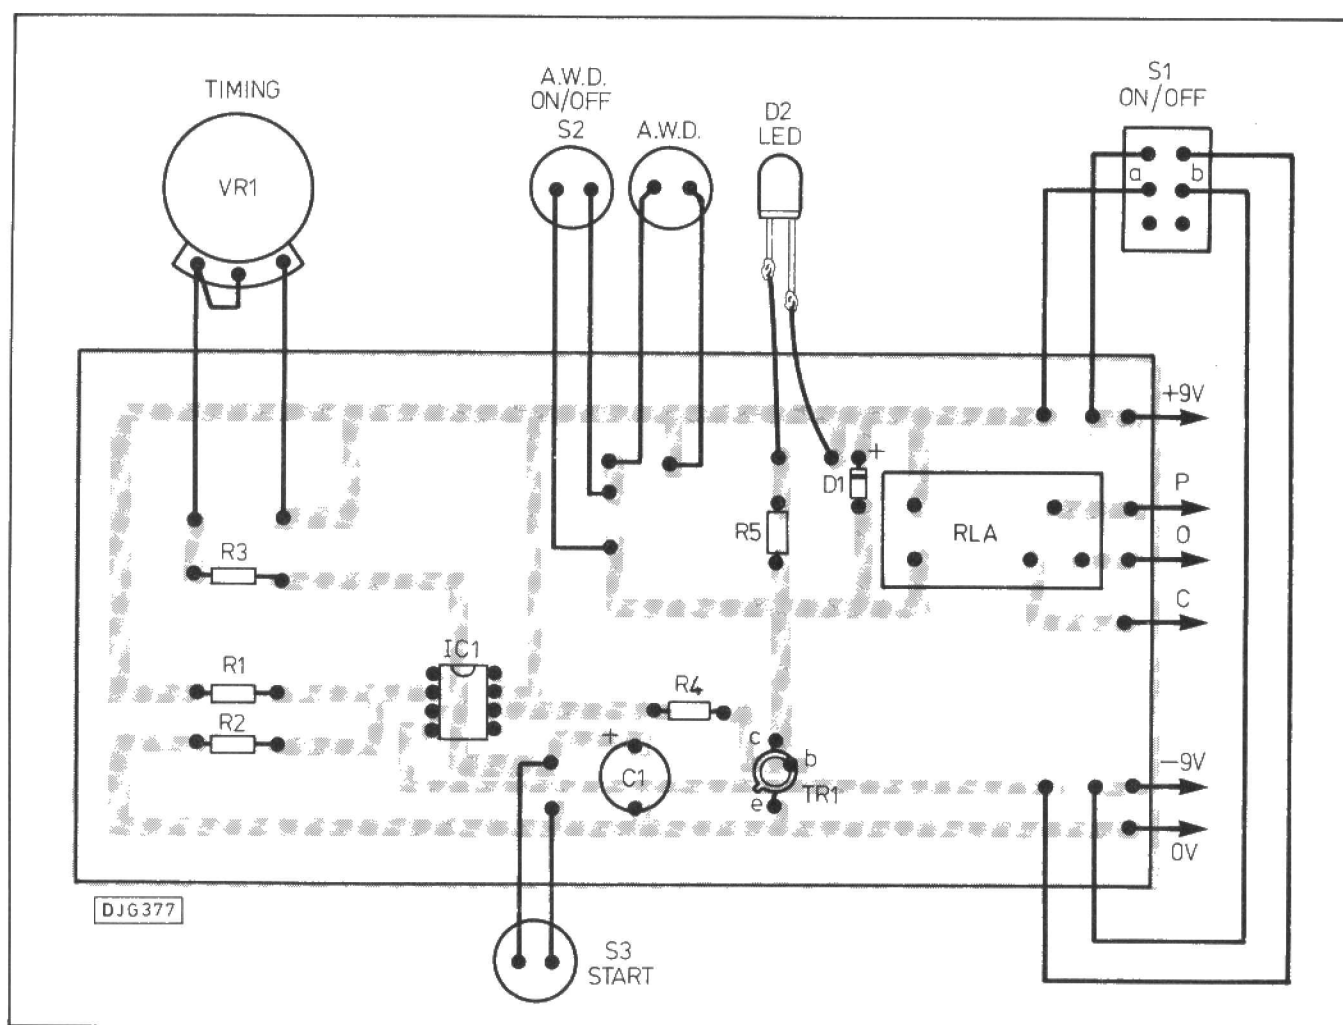 TIMING
VR1
A.W.D.
ON/OFF
S2
A.W.D.
D2
LED
S1
ON/OFF
a
b
+9V
+
D1
P
R3
R5
RLA
O
C
IC1
R1
R4
R2
+
c
b
C1
-9V
TR1
e
0V
DJG377
S3
START